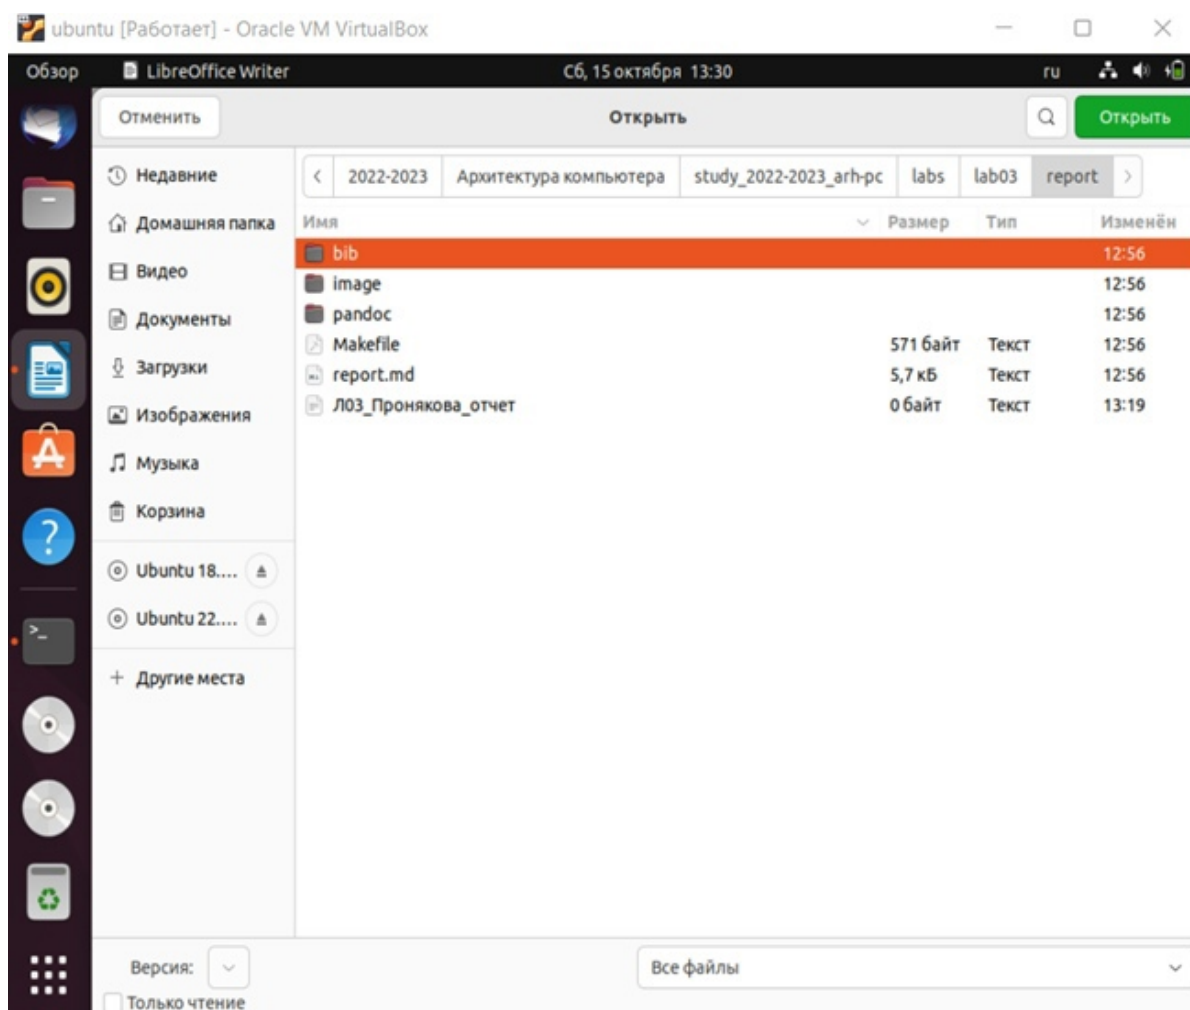 ubuntu [Работает] - Oracle VM VirtualBox
Обзор LibreOffice Writer Сб, 15 октября 13:30 ru
Отменить Открыть Открыть
Недавние 2022-2023 Архитектура компьютера study_2022-2023_arh-pc labs lab03 report
Домашняя папка Имя Размер Тип Изменён
bib 12:56
Видео image 12:56
Документы pandoc 12:56
Makefile 571 байт Текст 12:56
Загрузки report.md 5,7 кБ Текст 12:56
Изображения Л03_Пронякова_отчет 0 байт Текст 13:19
Музыка
Корзина
Ubuntu 18....
Ubuntu 22....
+ Другие места
Версия: Все файлы
Только чтение